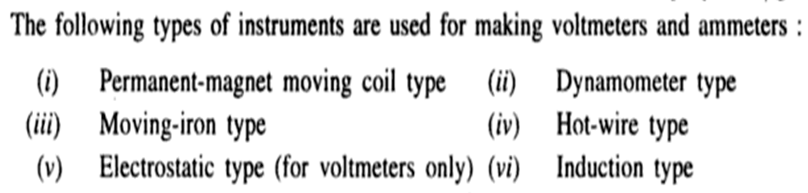 The following types of instruments are used for making voltmeters and ammeters :
(i) Permanent-magnet moving coil type (ii) Dynamometer type
(iii) Moving-iron type (iv) Hot-wire type
(v) Electrostatic type (for voltmeters only) (vi) Induction type